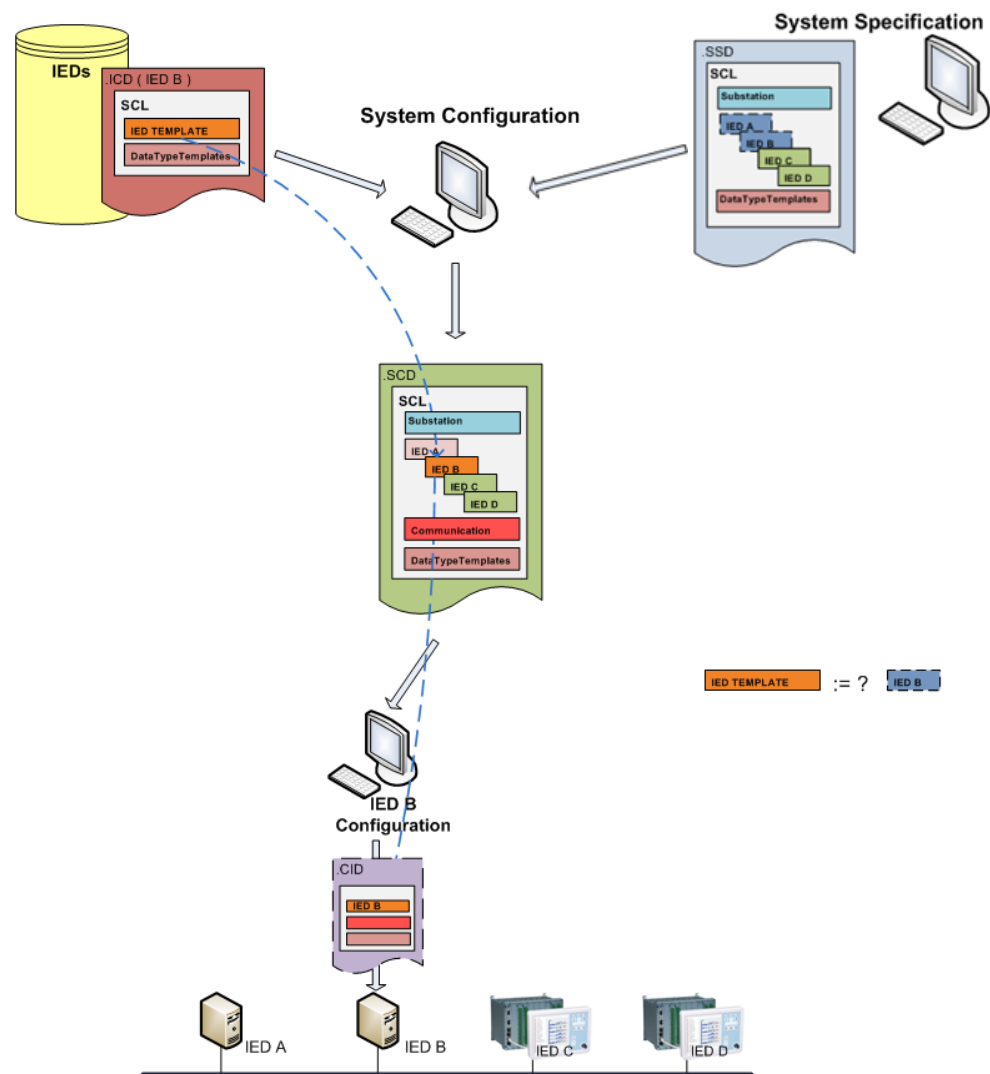 System Specification
IEDs
.ICD ( IED B )
SCL
IED TEMPLATE
DataTypeTemplates
System Configuration
.SSD
SCL
Substation
IED A
IED B
IED C
IED D
DataTypeTemplates
.SCD
SCL
Substation
IED A
IED B
IED C
IED D
Communication
DataTypeTemplates
IED TEMPLATE := ? IED B
IED B
Configuration
.CID
IED B
IED A
IED B
IED C
IED D